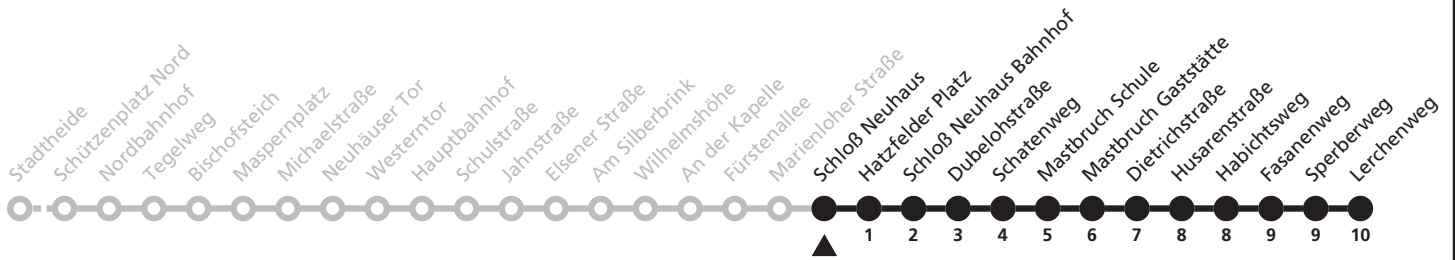 Stadtheide
Schützenplatz Nord
Nordbahnhof
Tegelweg
Bischofsteich
Maspernplatz
Michaelstraße
Neuhäuser Tor
Westerntor
Hauptbahnhof
Schulstraße
Jahnstraße
Elsener Straße
Am Silberbrink
Wilhelmshöhe
An der Kapelle
Fürstenallee
Marienloher Straße
Schloß Neuhaus
Hatzfelder Platz
Schloß Neuhaus Bahnhof
Dubelohstraße
Schatenweg
Mastbruch Schule
Mastbruch Gaststätte
Dietrichstraße
Husarenstraße
Habichtsweg
Fasanenweg
Sperberweg
Lerchenweg
1 2 3 4 5 6 7 8 8 9 9 10